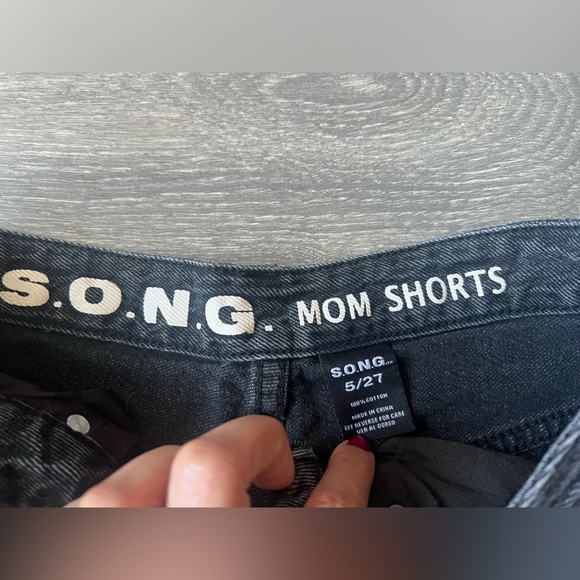 S.O.N.G. MOM SHORTS
S.O.N.G.
5/27
100% COTTON
MADE IN CHINA
SEE REVERSE FOR CARE
VER AL DORSO